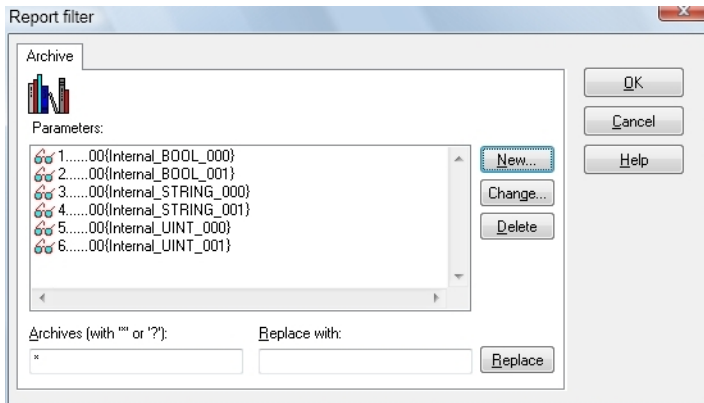 Report filter
Archive
Parameters:
1......00{Internal_BOOL_000}
2......00{Internal_BOOL_001}
3......00{Internal_STRING_000}
4......00{Internal_STRING_001}
5......00{Internal_UINT_000}
6......00{Internal_UINT_001}
New...
Change...
Delete
OK
Cancel
Help
Archives (with '*' or '?'):
Replace with:
*
Replace